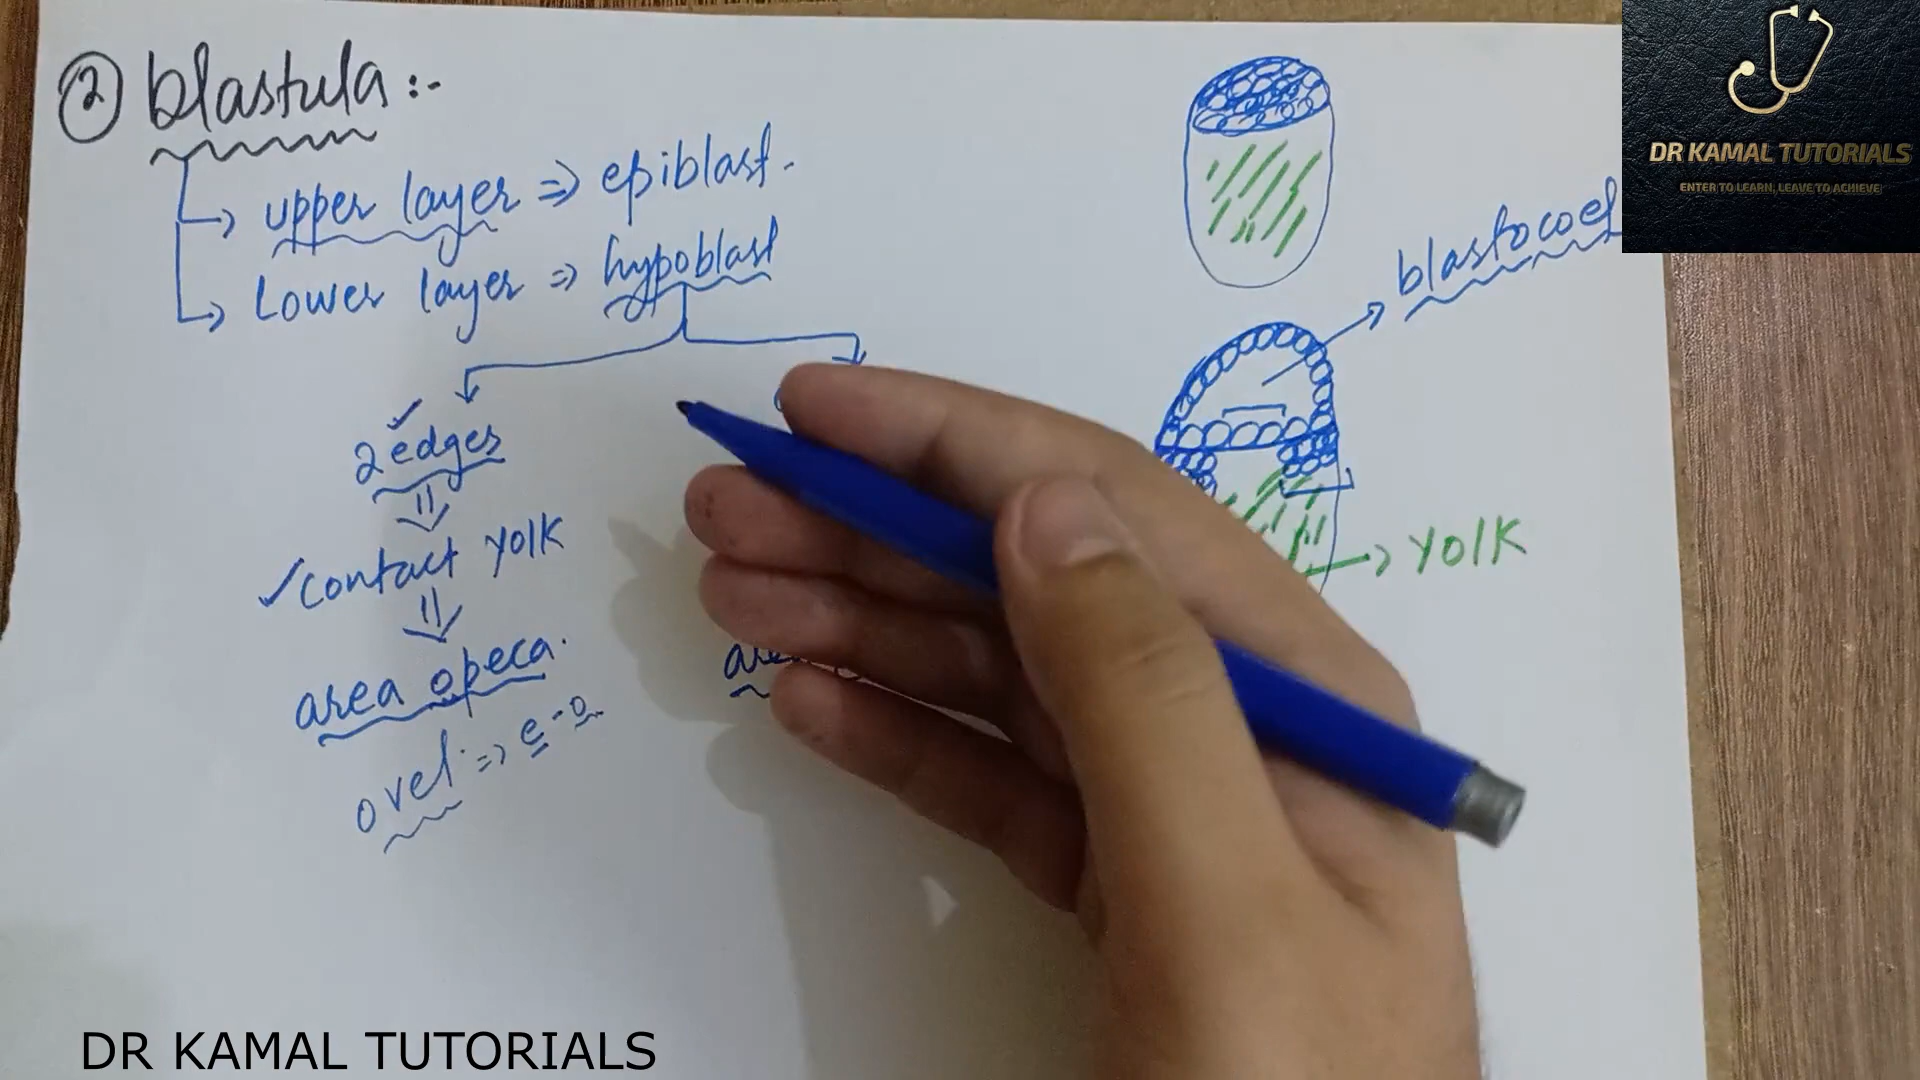 ② blastula :-
upper layer ⇒ epiblast.
Lower layer ⇒ hypoblast
2 edges
✓contact yolk
area opeca.
ovel ⇒ e-o
area
blastocoel
yolk
DR KAMAL TUTORIALS
ENTER TO LEARN, LEAVE TO ACHIEVE
DR KAMAL TUTORIALS